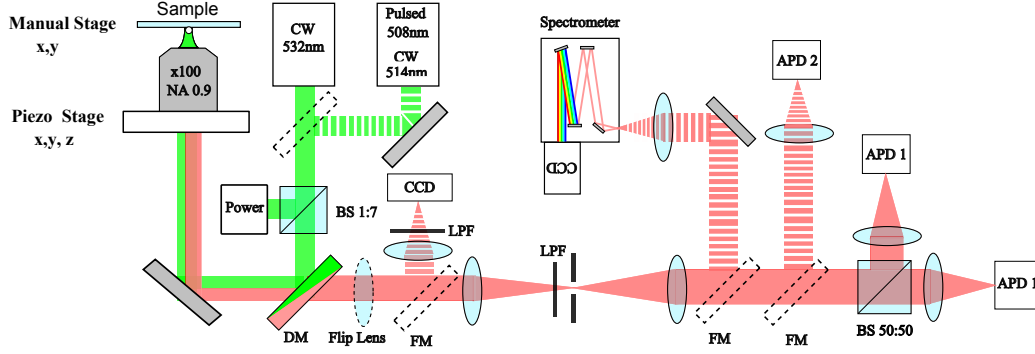 Manual Stage
x,y
Sample
x100
NA 0.9
Piezo Stage
x,y, z
CW
532nm
Pulsed
508nm
CW
514nm
Power
BS 1:7
DM
Flip Lens
CCD
LPF
FM
LPF
Spectrometer
CCD
FM
APD 2
FM
APD 1
BS 50:50
APD 1